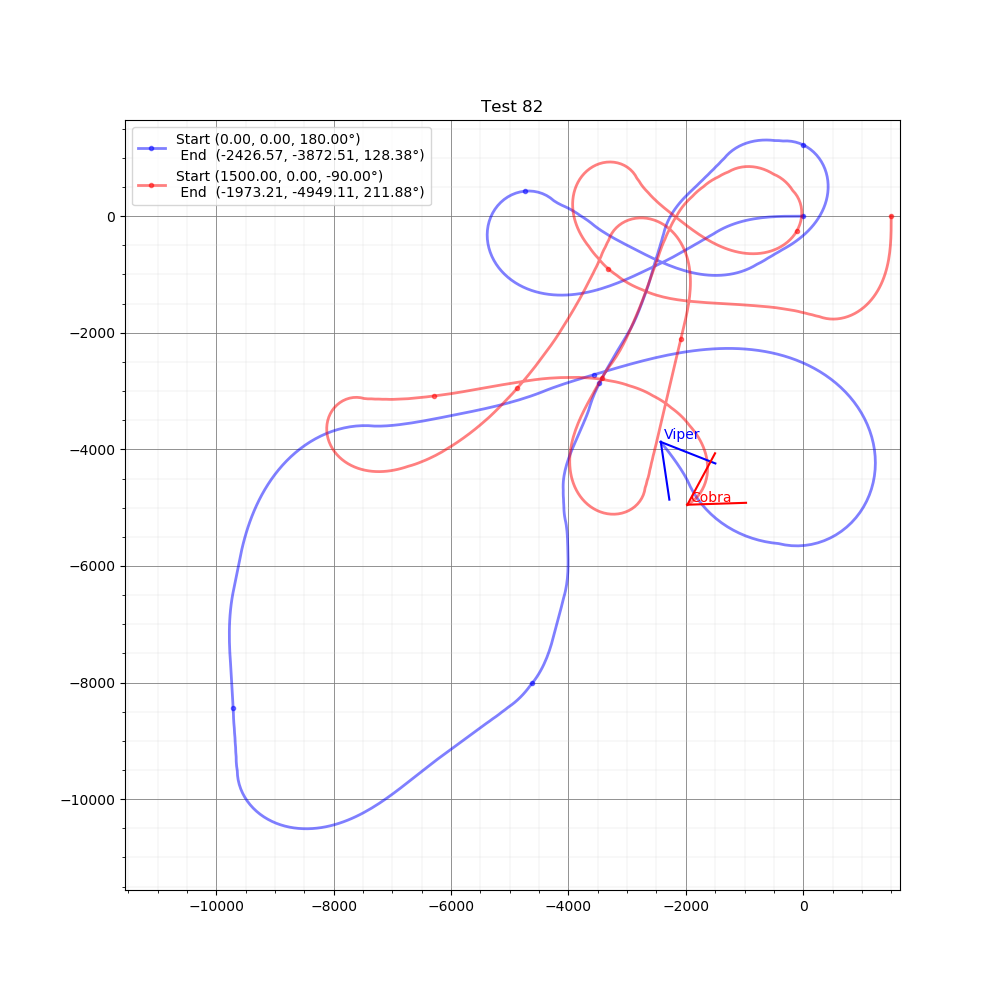 Test 82
Start (0.00, 0.00, 180.00°)
End (-2426.57, -3872.51, 128.38°)
Start (1500.00, 0.00, -90.00°)
End (-1973.21, -4949.11, 211.88°)
0
−2000
−4000
−6000
−8000
−10000
Viper
Cobra
−10000 −8000 −6000 −4000 −2000 0